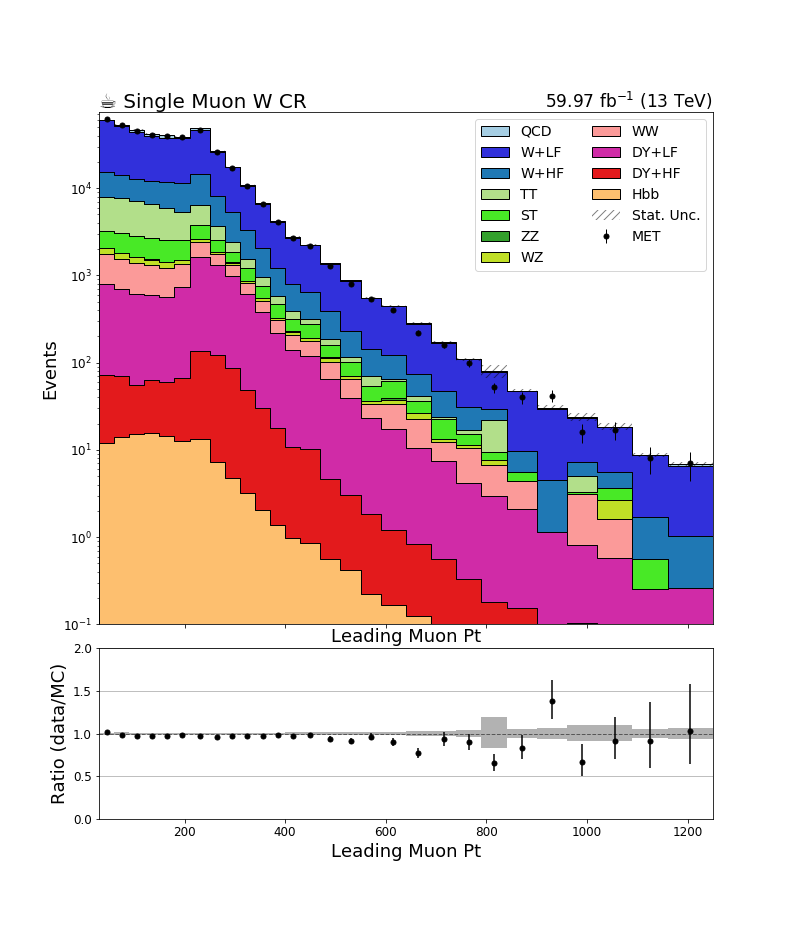 ☕ Single Muon W CR
59.97 fb⁻¹ (13 TeV)
QCD
W+LF
W+HF
TT
ST
ZZ
WZ
WW
DY+LF
DY+HF
Hbb
Stat. Unc.
MET
Events
10⁴
10³
10²
10¹
10⁰
10⁻¹
Leading Muon Pt
Ratio (data/MC)
2.0
1.5
1.0
0.5
0.0
200 400 600 800 1000 1200
Leading Muon Pt